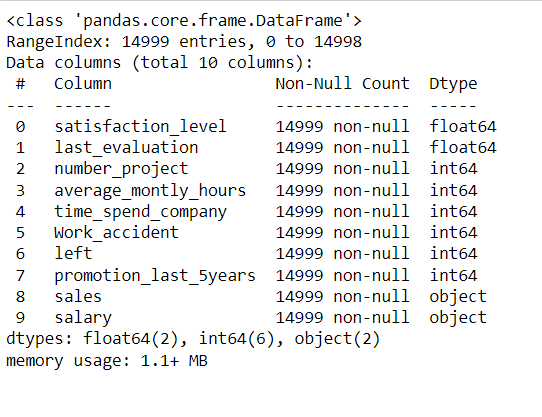 <class 'pandas.core.frame.DataFrame'>
RangeIndex: 14999 entries, 0 to 14998
Data columns (total 10 columns):
 #   Column                 Non-Null Count  Dtype
---  ------                 --------------  -----
 0   satisfaction_level     14999 non-null  float64
 1   last_evaluation        14999 non-null  float64
 2   number_project         14999 non-null  int64
 3   average_montly_hours   14999 non-null  int64
 4   time_spend_company     14999 non-null  int64
 5   Work_accident          14999 non-null  int64
 6   left                   14999 non-null  int64
 7   promotion_last_5years  14999 non-null  int64
 8   sales                  14999 non-null  object
 9   salary                 14999 non-null  object
dtypes: float64(2), int64(6), object(2)
memory usage: 1.1+ MB